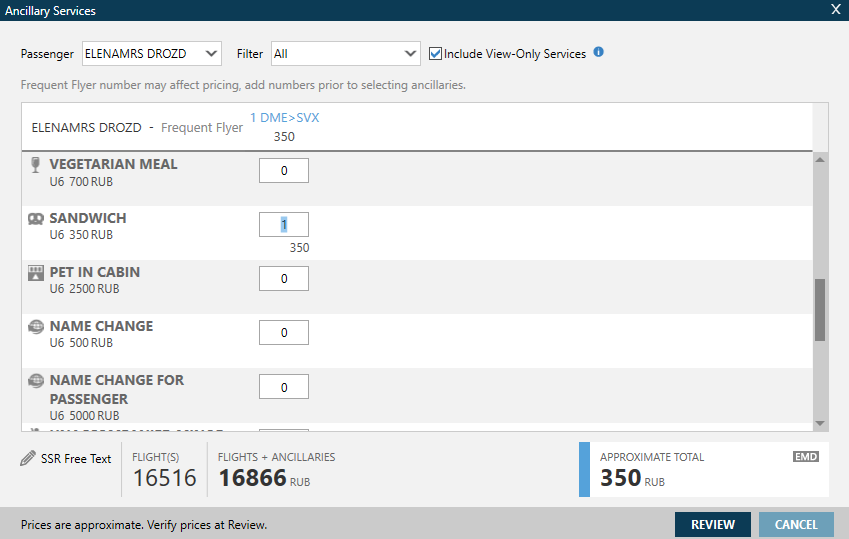 Ancillary Services X
Passenger ELENAMRS DROZD Filter All Include View-Only Services i
Frequent Flyer number may affect pricing, add numbers prior to selecting ancillaries.
1 DME>SVX
ELENAMRS DROZD - Frequent Flyer
350
VEGETARIAN MEAL 0
U6 700 RUB
SANDWICH 1
U6 350 RUB 350
PET IN CABIN 0
U6 2500 RUB
NAME CHANGE 0
U6 500 RUB
NAME CHANGE FOR 0
PASSENGER
U6 5000 RUB
SSR Free Text
FLIGHT(S) FLIGHTS + ANCILLARIES APPROXIMATE TOTAL EMD
16516 16866 RUB 350 RUB
Prices are approximate. Verify prices at Review. REVIEW CANCEL